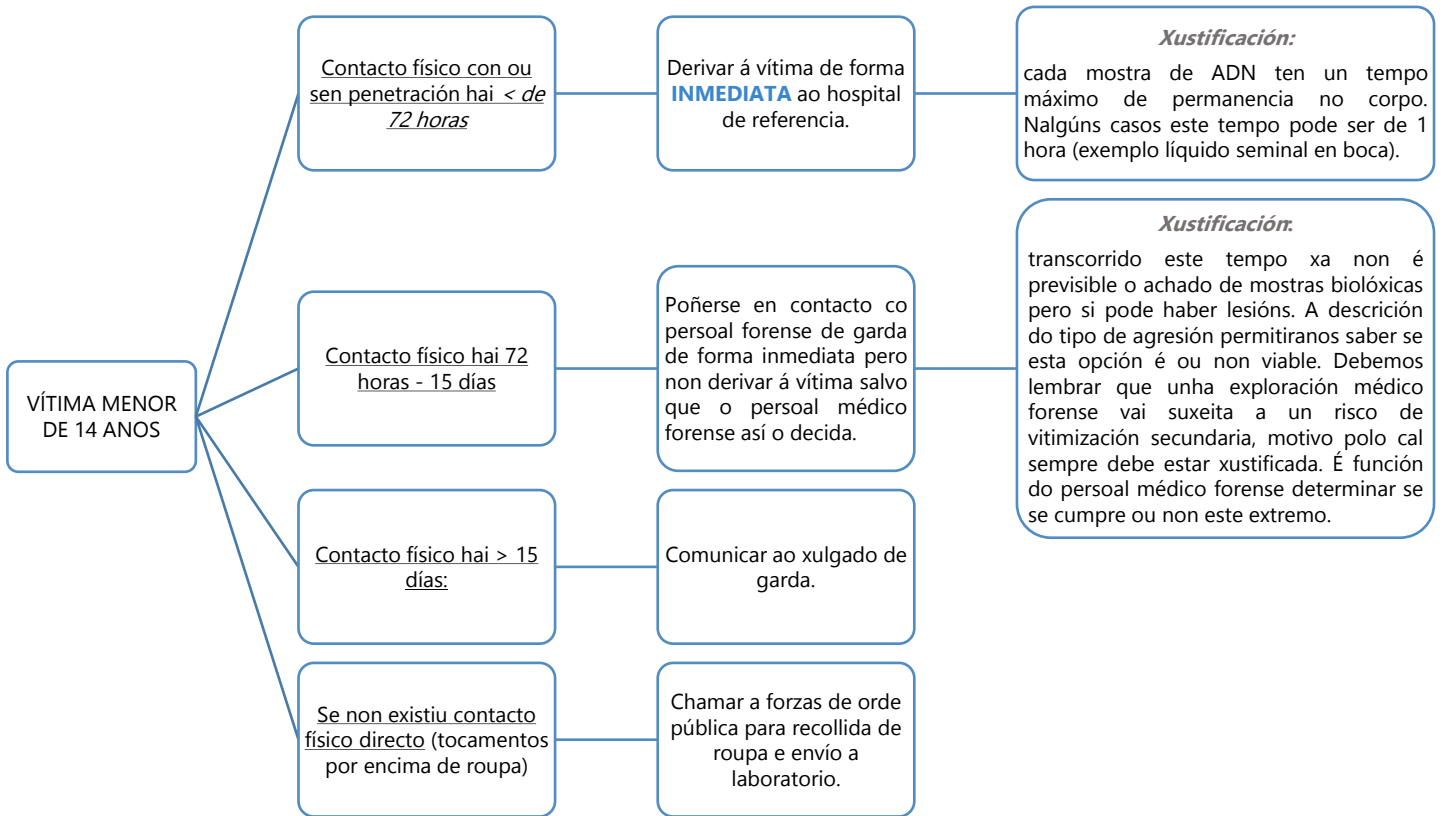 Contacto físico con ou
sen penetración hai < de
72 horas
Derivar á vítima de forma
INMEDIATA ao hospital
de referencia.
Xustificación:
cada mostra de ADN ten un tempo
máximo de permanencia no corpo.
Nalgúns casos este tempo pode ser de 1
hora (exemplo líquido seminal en boca).
VÍTIMA MENOR
DE 14 ANOS
Contacto físico hai 72
horas - 15 días
Poñerse en contacto co
persoal forense de garda
de forma inmediata pero
non derivar á vítima salvo
que o persoal médico
forense así o decida.
Xustificación:
transcorrido este tempo xa non é
previsible o achado de mostras biolóxicas
pero si pode haber lesións. A descrición
do tipo de agresión permitiranos saber se
esta opción é ou non viable. Debemos
lembrar que unha exploración médico
forense vai suxeita a un risco de
vitimización secundaria, motivo polo cal
sempre debe estar xustificada. É función
do persoal médico forense determinar se
se cumpre ou non este extremo.
Contacto físico hai > 15
días:
Comunicar ao xulgado de
garda.
Se non existiu contacto
físico directo (tocamentos
por encima de roupa)
Chamar a forzas de orde
pública para recollida de
roupa e envío a
laboratorio.